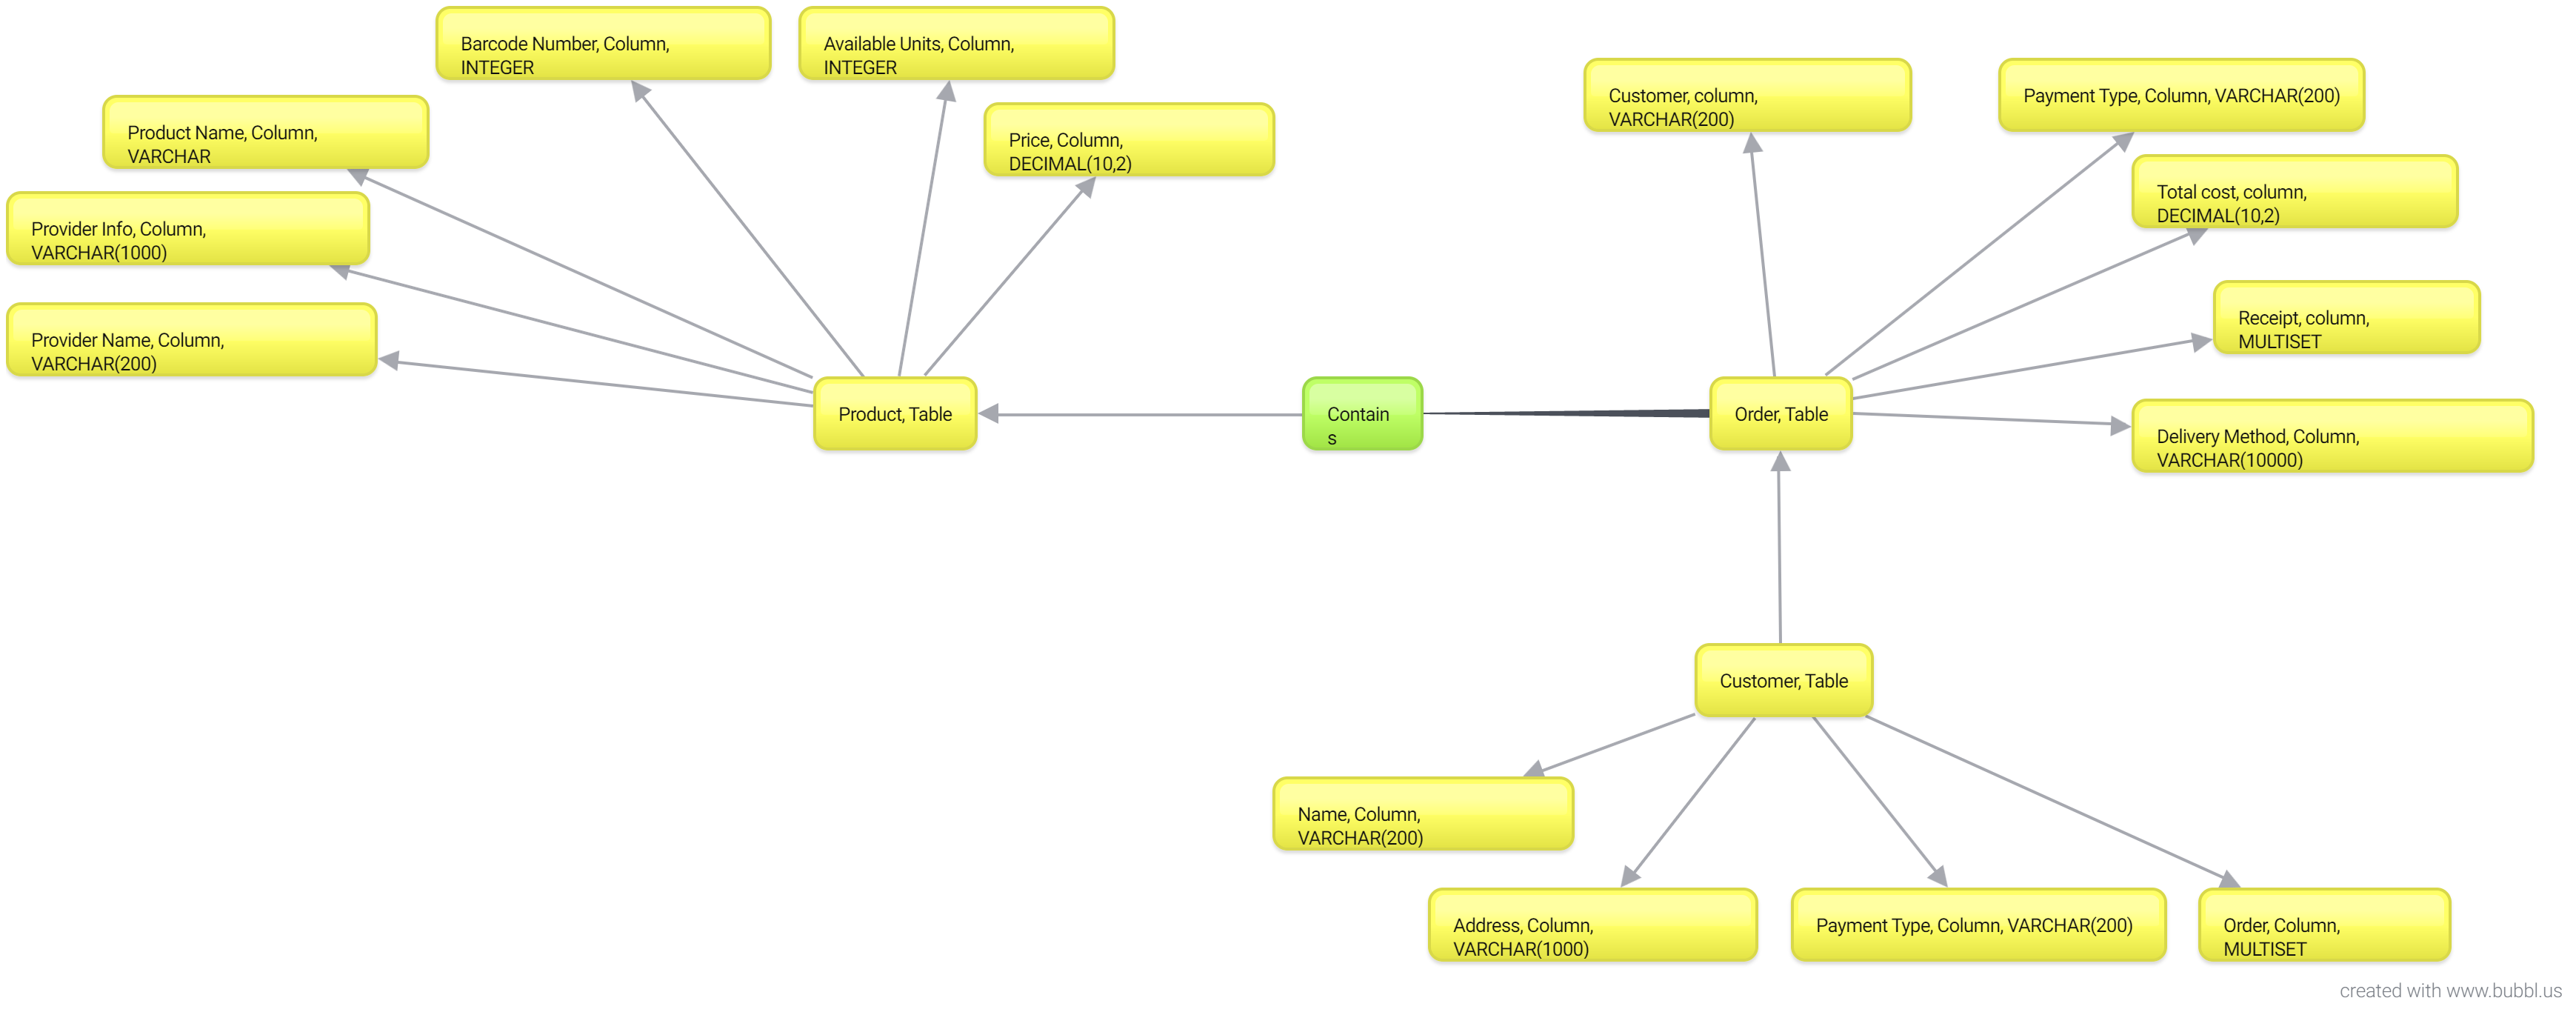 Barcode Number, Column,
INTEGER
Available Units, Column,
INTEGER
Product Name, Column,
VARCHAR
Price, Column,
DECIMAL(10,2)
Provider Info, Column,
VARCHAR(1000)
Provider Name, Column,
VARCHAR(200)
Product, Table
Contain
s
Customer, column,
VARCHAR(200)
Payment Type, Column, VARCHAR(200)
Total cost, column,
DECIMAL(10,2)
Receipt, column,
MULTISET
Order, Table
Delivery Method, Column,
VARCHAR(10000)
Customer, Table
Name, Column,
VARCHAR(200)
Address, Column,
VARCHAR(1000)
Payment Type, Column, VARCHAR(200)
Order, Column,
MULTISET
created with www.bubbl.us